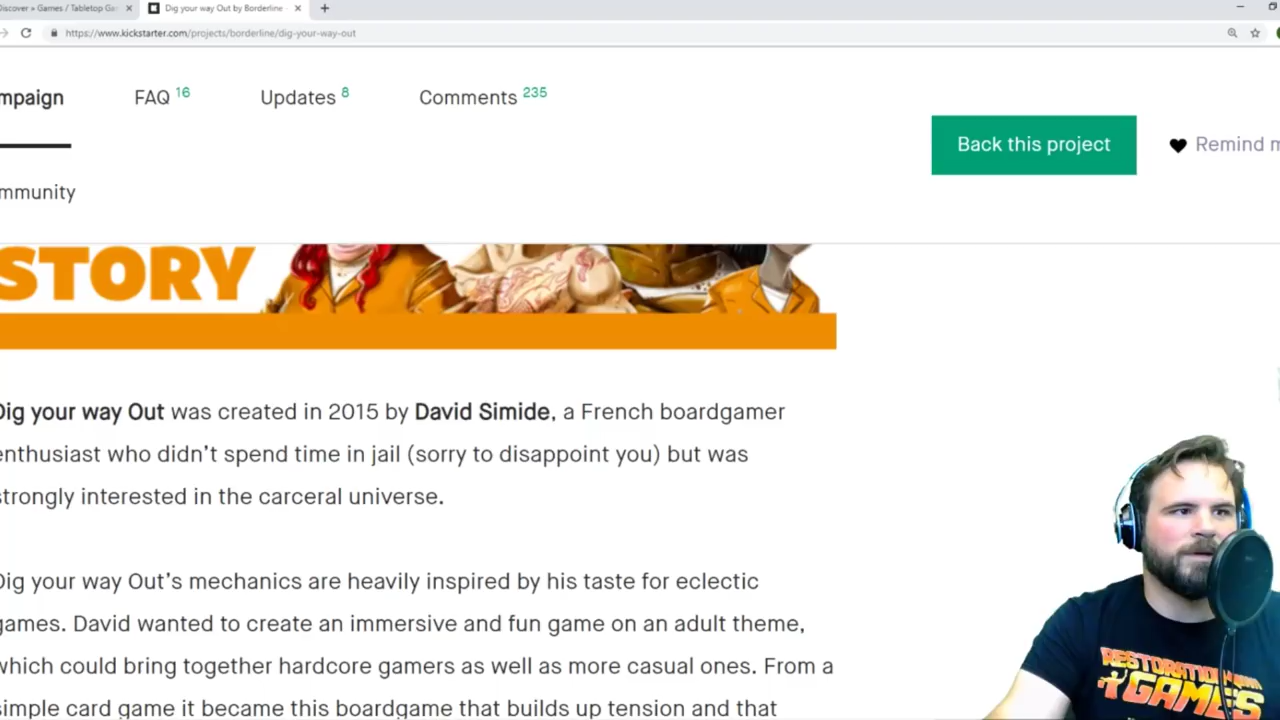 Discover » Games / Tabletop Ga
Dig your way Out by Borderline
https://www.kickstarter.com/projects/borderline/dig-your-way-out
mpaign
FAQ 16
Updates 8
Comments 235
Back this project
Remind m
mmunity
STORY
Dig your way Out was created in 2015 by David Simide, a French boardgamer
enthusiast who didn’t spend time in jail (sorry to disappoint you) but was
strongly interested in the carceral universe.
Dig your way Out’s mechanics are heavily inspired by his taste for eclectic
games. David wanted to create an immersive and fun game on an adult theme,
which could bring together hardcore gamers as well as more casual ones. From a
simple card game it became this boardgame that builds up tension and that
RESTORATION
GAMES